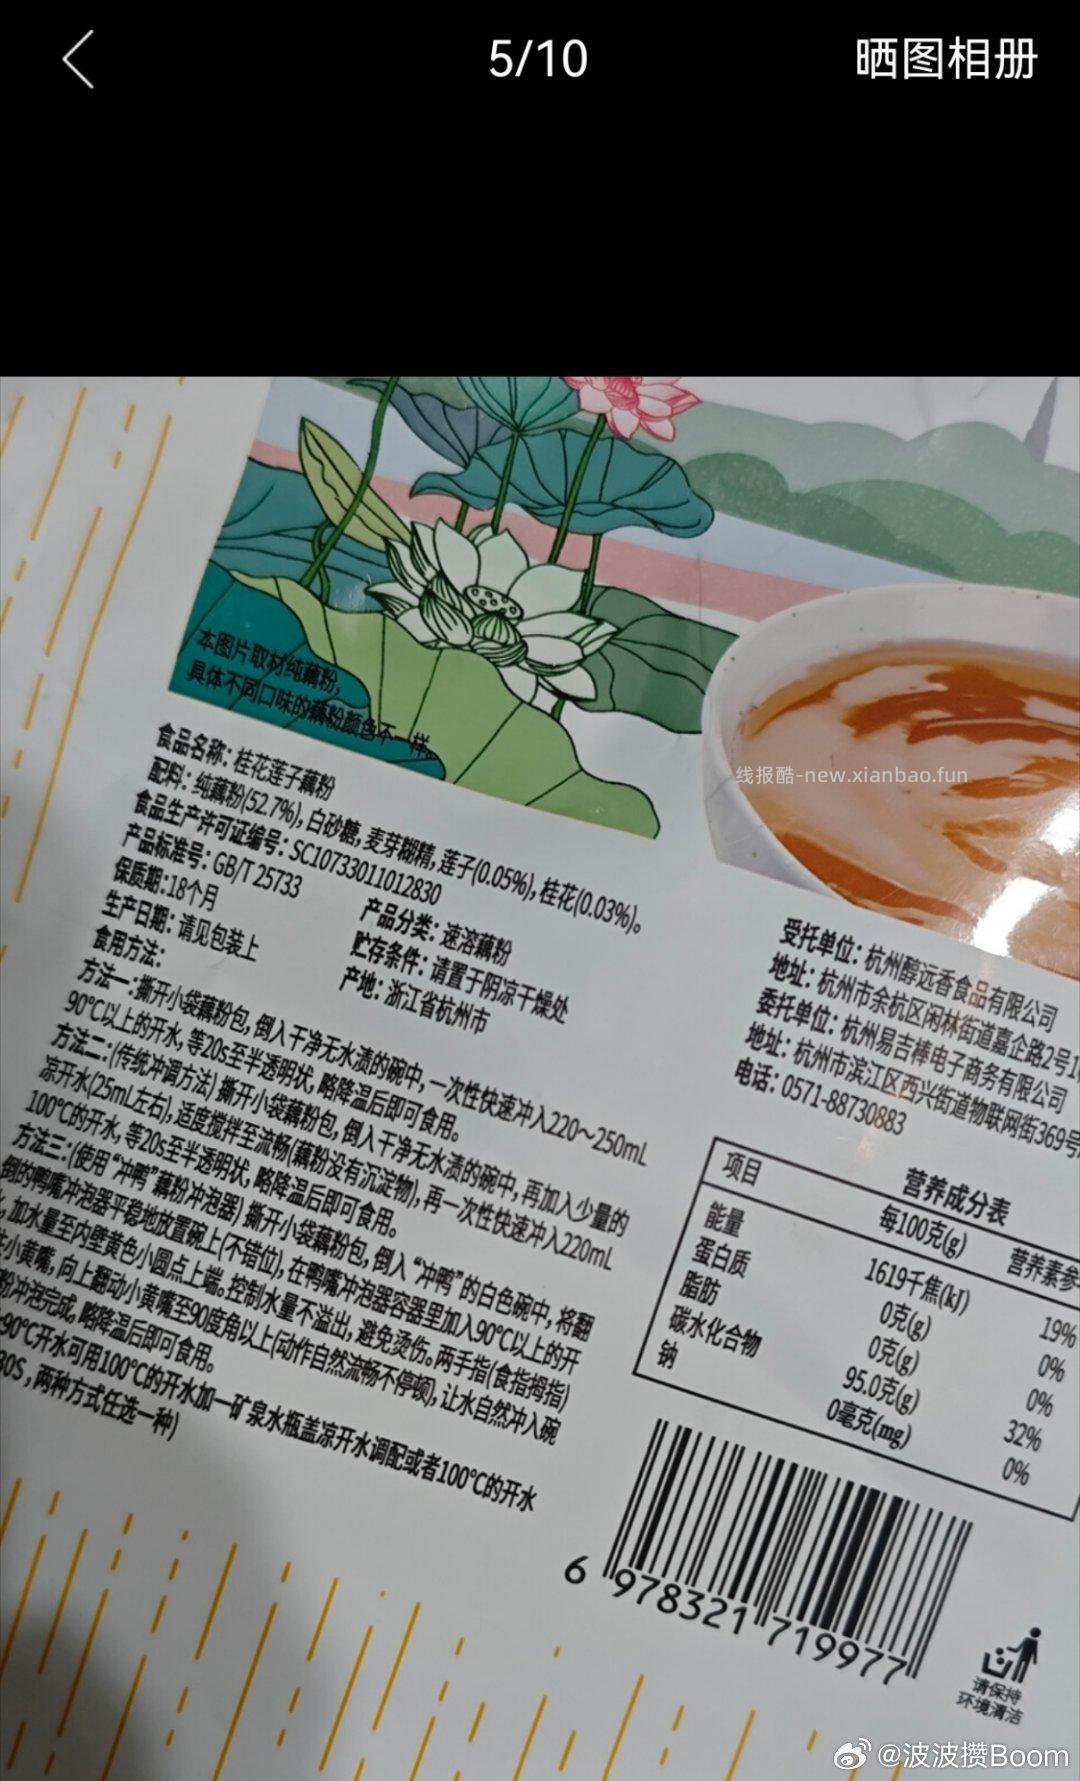 5/10
晒图相册
本图片取材纯藕粉,
具体不同口味的藕粉颜色不一样。
线报酷-new.xianbao.fun
食品名称: 桂花莲子藕粉
配料: 纯藕粉(52.7%), 白砂糖, 麦芽糊精, 莲子(0.05%), 桂花(0.03%)。
食品生产许可证编号: SC10733011012830
产品标准号: GB/T 25733
产品分类: 速溶藕粉
保质期:18个月
贮存条件: 请置于阴凉干燥处
生产日期: 请见包装上
产地: 浙江省杭州市
食用方法:
方法一:撕开小袋藕粉包, 倒入干净无水渍的碗中, 一次性快速冲入220~250mL
90°C以上的开水, 等20s至半透明状, 略降温后即可食用。
方法二:(传统冲调方法) 撕开小袋藕粉包, 倒入干净无水渍的碗中, 再加入少量的
凉开水(25mL左右), 适度搅拌至流畅(藕粉没有沉淀物), 再一次性快速冲入220mL
100°C的开水, 等20s至半透明状, 略降温后即可食用。
方法三:(使用“冲鸭”藕粉冲泡器) 撕开小袋藕粉包, 倒入“冲鸭”的白色碗中, 将翻
倒的鸭嘴冲泡器平稳地放置碗上(不错位), 在鸭嘴冲泡器容器里加入90°C以上的开
, 加水量至内壁黄色小圆点上端。控制水量不溢出, 避免烫伤。两手指(食指拇指)
小黄嘴, 向上翻动小黄嘴至90度角以上(动作自然流畅不停顿), 让水自然冲入碗
粉冲泡完成, 略降温后即可食用。
90°C开水可用100°C的开水加一矿泉水瓶盖凉开水调配或者100°C的开水
30S, 两种方式任选一种)
受托单位: 杭州醇远香食品有限公司
地址: 杭州市余杭区闲林街道嘉企路2号1
委托单位: 杭州易吉棒电子商务有限公司
地址: 杭州市滨江区西兴街道物联网街369号
电话: 0571-88730883
营养成分表
项目 每100克(g) 营养素参
能量 1619千焦(kJ) 19%
蛋白质 0克(g) 0%
脂肪 0克(g) 0%
碳水化合物 95.0克(g) 32%
钠 0毫克(mg) 0%
6 978321 719977
请保持
环境清洁
@波波攒Boom